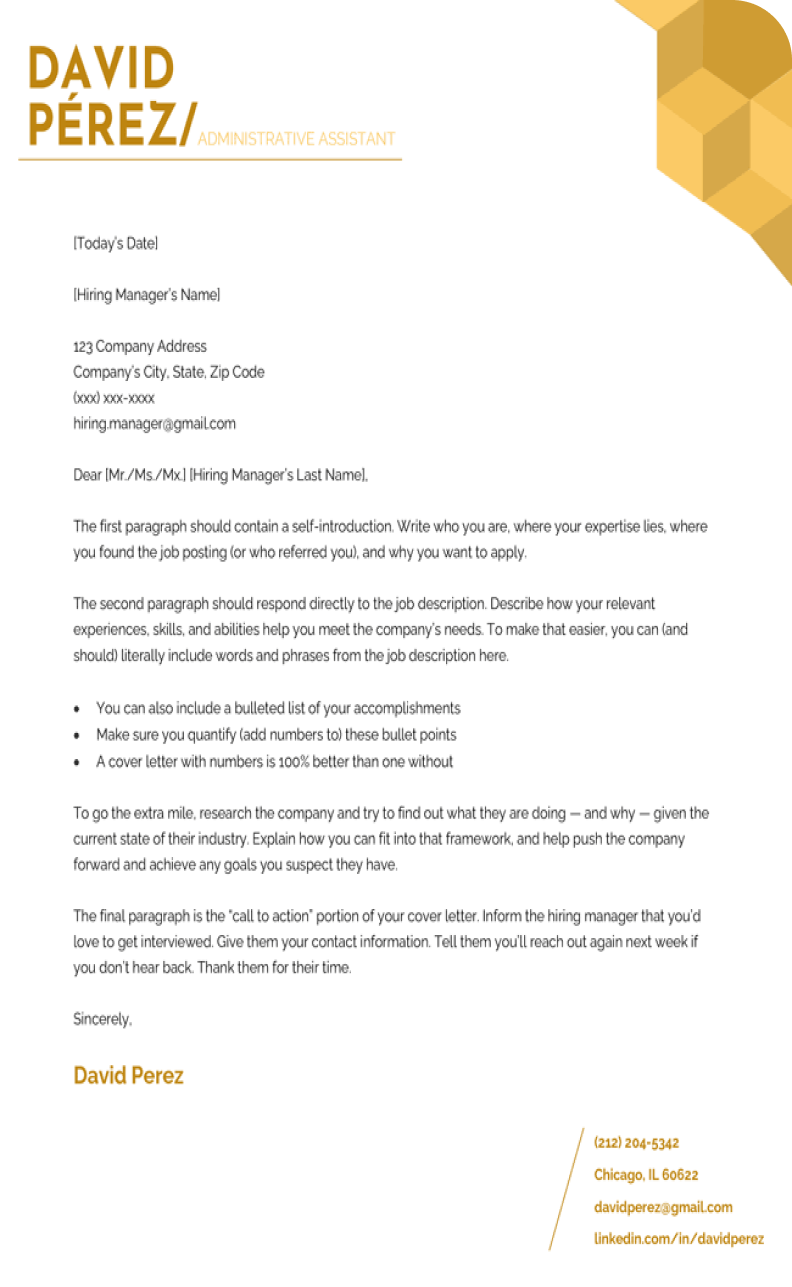 DAVID
PÉREZ/ADMINISTRATIVE ASSISTANT
[Today's Date]
[Hiring Manager's Name]
123 Company Address
Company's City, State, Zip Code
(xxx) xxx-xxxx
hiring.manager@gmail.com
Dear [Mr./Ms./Mx.] [Hiring Manager's Last Name],
The first paragraph should contain a self-introduction. Write who you are, where your expertise lies, where
you found the job posting (or who referred you), and why you want to apply.
The second paragraph should respond directly to the job description. Describe how your relevant
experiences, skills, and abilities help you meet the company's needs. To make that easier, you can (and
should) literally include words and phrases from the job description here.
• You can also include a bulleted list of your accomplishments
• Make sure you quantify (add numbers to) these bullet points
• A cover letter with numbers is 100% better than one without
To go the extra mile, research the company and try to find out what they are doing — and why — given the
current state of their industry. Explain how you can fit into that framework, and help push the company
forward and achieve any goals you suspect they have.
The final paragraph is the “call to action” portion of your cover letter. Inform the hiring manager that you'd
love to get interviewed. Give them your contact information. Tell them you'll reach out again next week if
you don't hear back. Thank them for their time.
Sincerely,
David Perez
(212) 204-5342
Chicago, IL 60622
davidperez@gmail.com
linkedin.com/in/davidperez